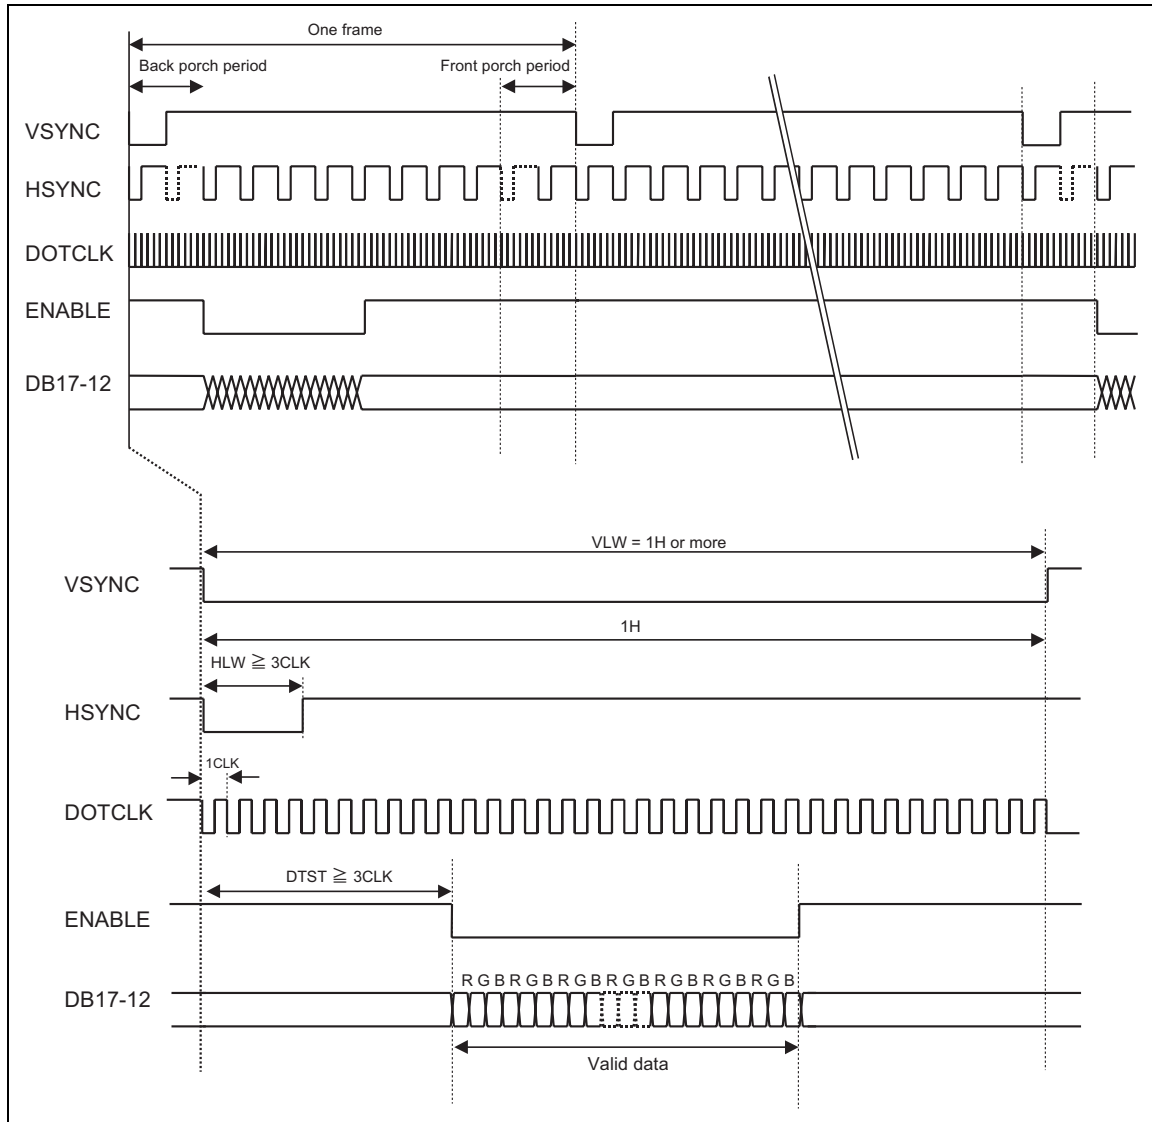 One frame
Back porch period
Front porch period
VSYNC
HSYNC
DOTCLK
ENABLE
DB17-12
VLW = 1H or more
VSYNC
1H
HLW ≧ 3CLK
HSYNC
1CLK
DOTCLK
DTST ≧ 3CLK
ENABLE
R G B R G B R G B R G B R G B R G B R G B
DB17-12
Valid data